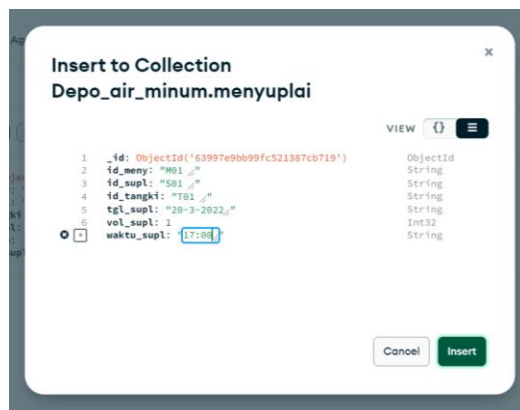 Insert to Collection
Depo_air_minum.menyuplai
VIEW {}
1 _id: ObjectId('63997e9bb99fc521387cb719') ObjectId
2 id_meny: "M01" String
3 id_supl: "S01" String
4 id_tangki: "T01" String
5 tgl_supl: "20-3-2022" String
6 vol_supl: 1 Int32
waktu_supl: "17:00" String
Cancel Insert